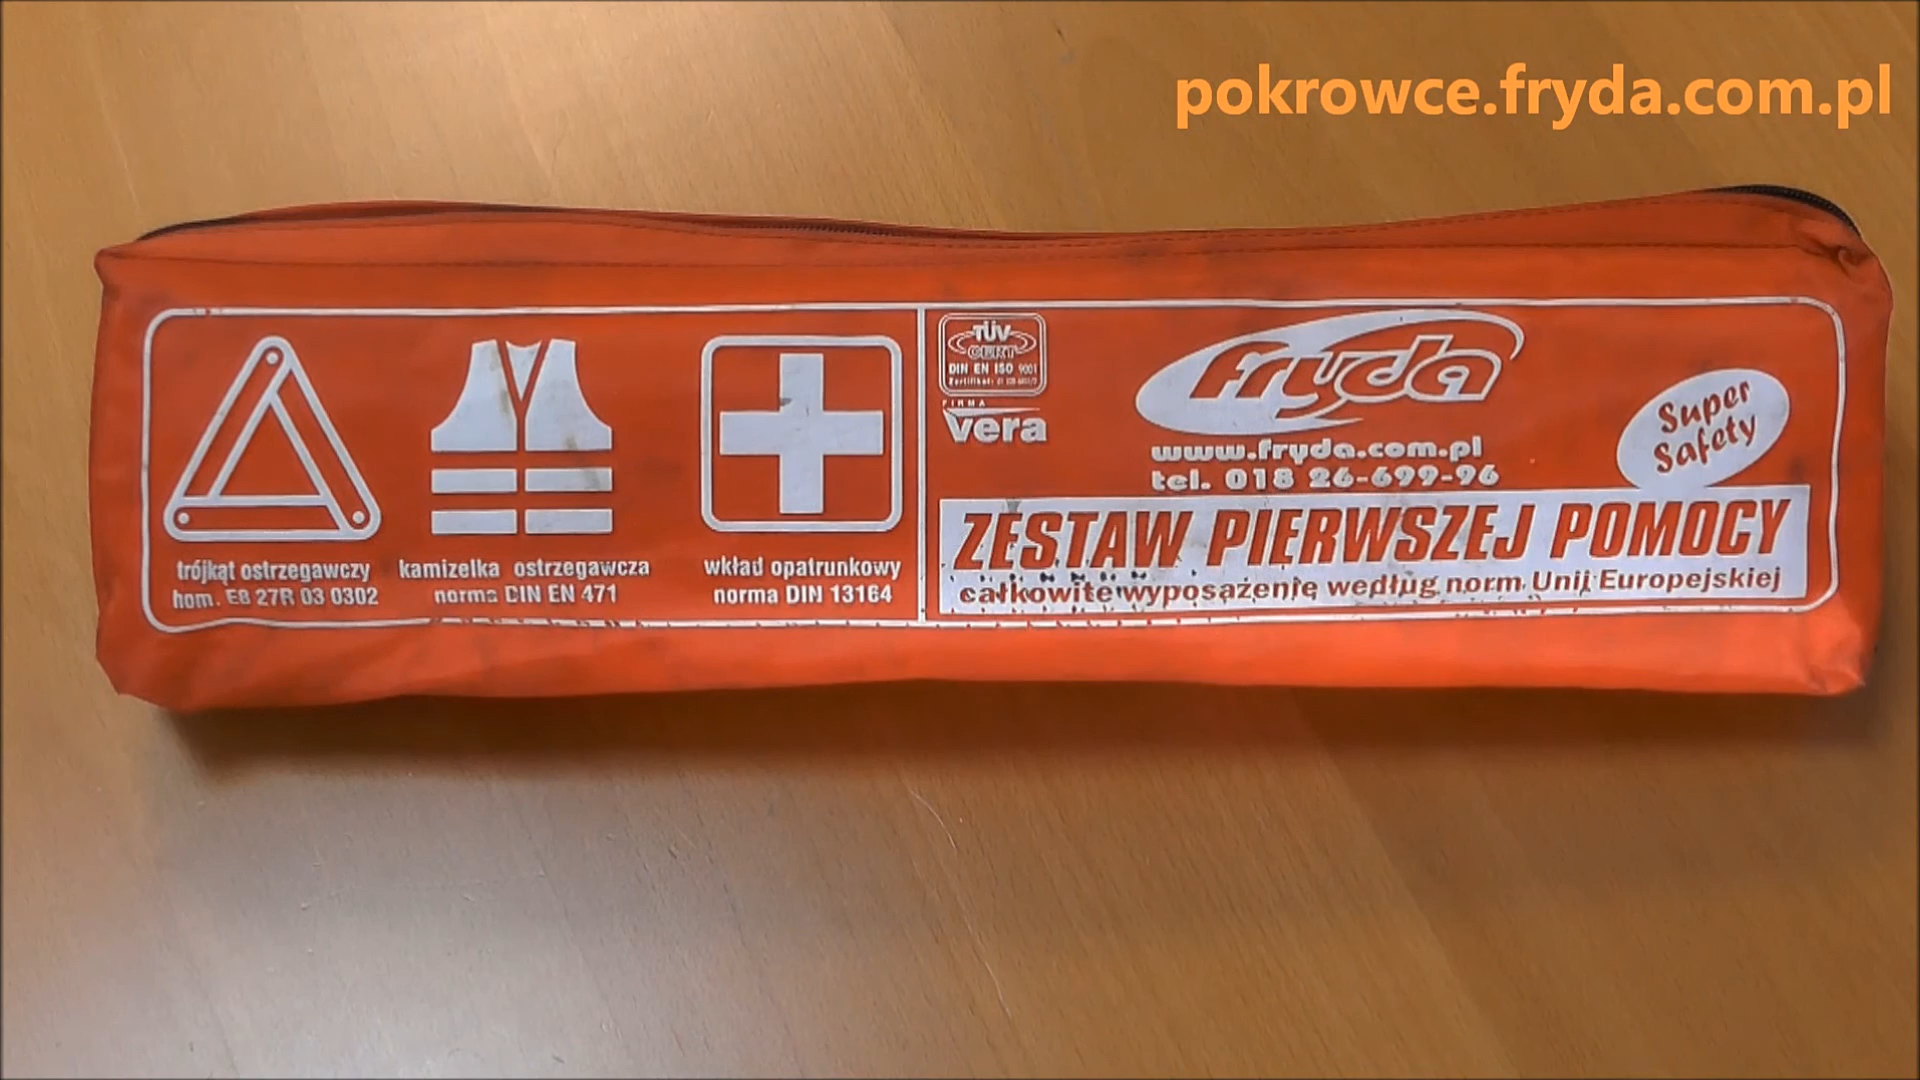 pokrowce.fryda.com.pl
TÜV
CERT
DIN EN ISO 9001
FIRMA
vera
fryda
www.fryda.com.pl
tel. 018 26-699-96
Super
Safety
ZESTAW PIERWSZEJ POMOCY
całkowite wyposażenie według norm Unii Europejskiej
trójkąt ostrzegawczy
hom. E8 27R 03 0302
kamizelka ostrzegawcza
norma DIN EN 471
wkład opatrunkowy
norma DIN 13164